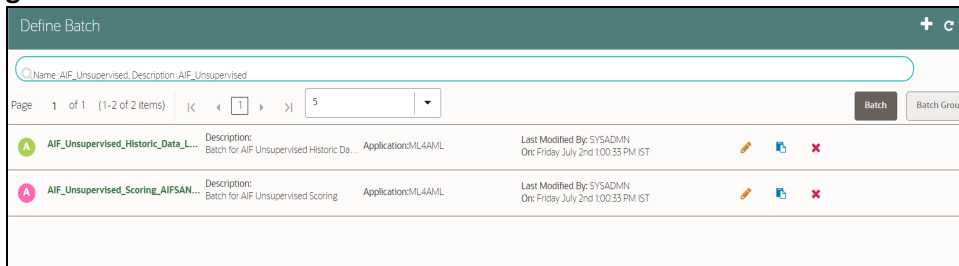 Define Batch
Name :AIF_Unsupervised, Description :AIF_Unsupervised
Page 1 of 1 (1-2 of 2 items) 1 5 Batch Batch Grou
A AIF_Unsupervised_Historic_Data_L... Description: Batch for AIF Unsupervised Historic Da... Application:ML4AML Last Modified By: SYSADMN On: Friday July 2nd 1:00:33 PM IST
A AIF_Unsupervised_Scoring_AIFSAN... Description: Batch for AIF Unsupervised Scoring Application:ML4AML Last Modified By: SYSADMN On: Friday July 2nd 1:00:35 PM IST